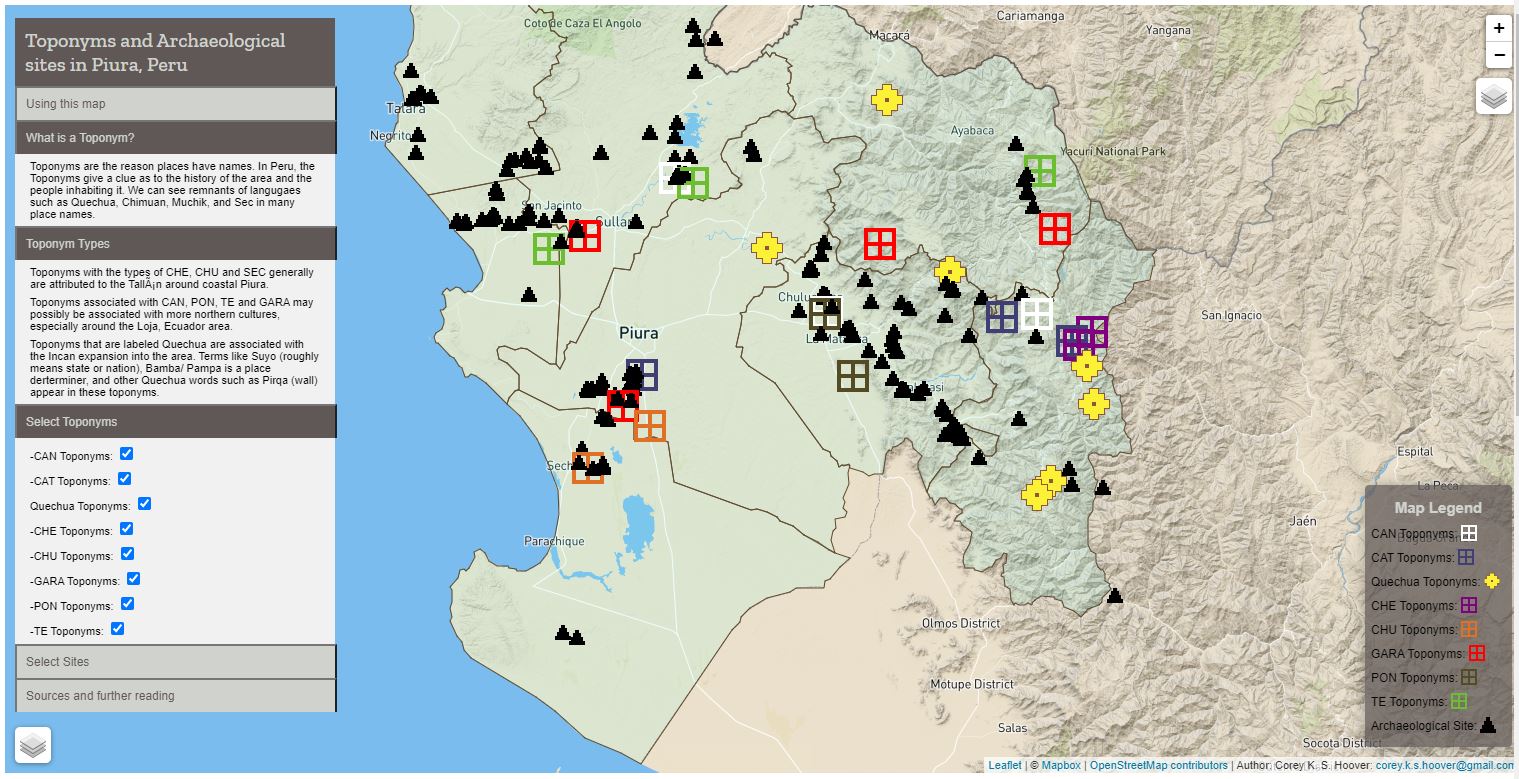 Toponyms and Archaeological
sites in Piura, Peru
Using this map
What is a Toponym?
Toponyms are the reason places have names. In Peru, the
Toponyms give a clue as to the history of the area and the
people inhabiting it. We can see remnants of langugaes
such as Quechua, Chimuan, Muchik, and Sec in many
place names.
Toponym Types
Toponyms with the types of CHE, CHU and SEC generally
are attributed to the TallÃ¡n around coastal Piura.
Toponyms associated with CAN, PON, TE and GARA may
possibly be associated with more northern cultures,
especially around the Loja, Ecuador area.
Toponyms that are labeled Quechua are associated with
the Incan expansion into the area. Terms like Suyo (roughly
means state or nation), Bamba/ Pampa is a place
derterminer, and other Quechua words such as Pirqa (wall)
appear in these toponyms.
Select Toponyms
-CAN Toponyms:
-CAT Toponyms:
Quechua Toponyms:
-CHE Toponyms:
-CHU Toponyms:
-GARA Toponyms:
-PON Toponyms:
-TE Toponyms:
Select Sites
Sources and further reading
Coto de Caza El Angolo
Cariamanga
Yangana
Macará
Talara
Ayabaca
Yacuri National Park
San Jacinto
San Ignacio
Piura
Espital
La Peca
Jaén
Parachique
Olmos District
Motupe District
Salas
Socota District
+
−
Map Legend
CAN Toponyms:
CAT Toponyms:
Quechua Toponyms:
CHE Toponyms:
CHU Toponyms:
GARA Toponyms:
PON Toponyms:
TE Toponyms:
Archaeological Site:
Leaflet | © Mapbox | OpenStreetMap contributors | Author: Corey K. S. Hoover: corey.k.s.hoover@gmail.com